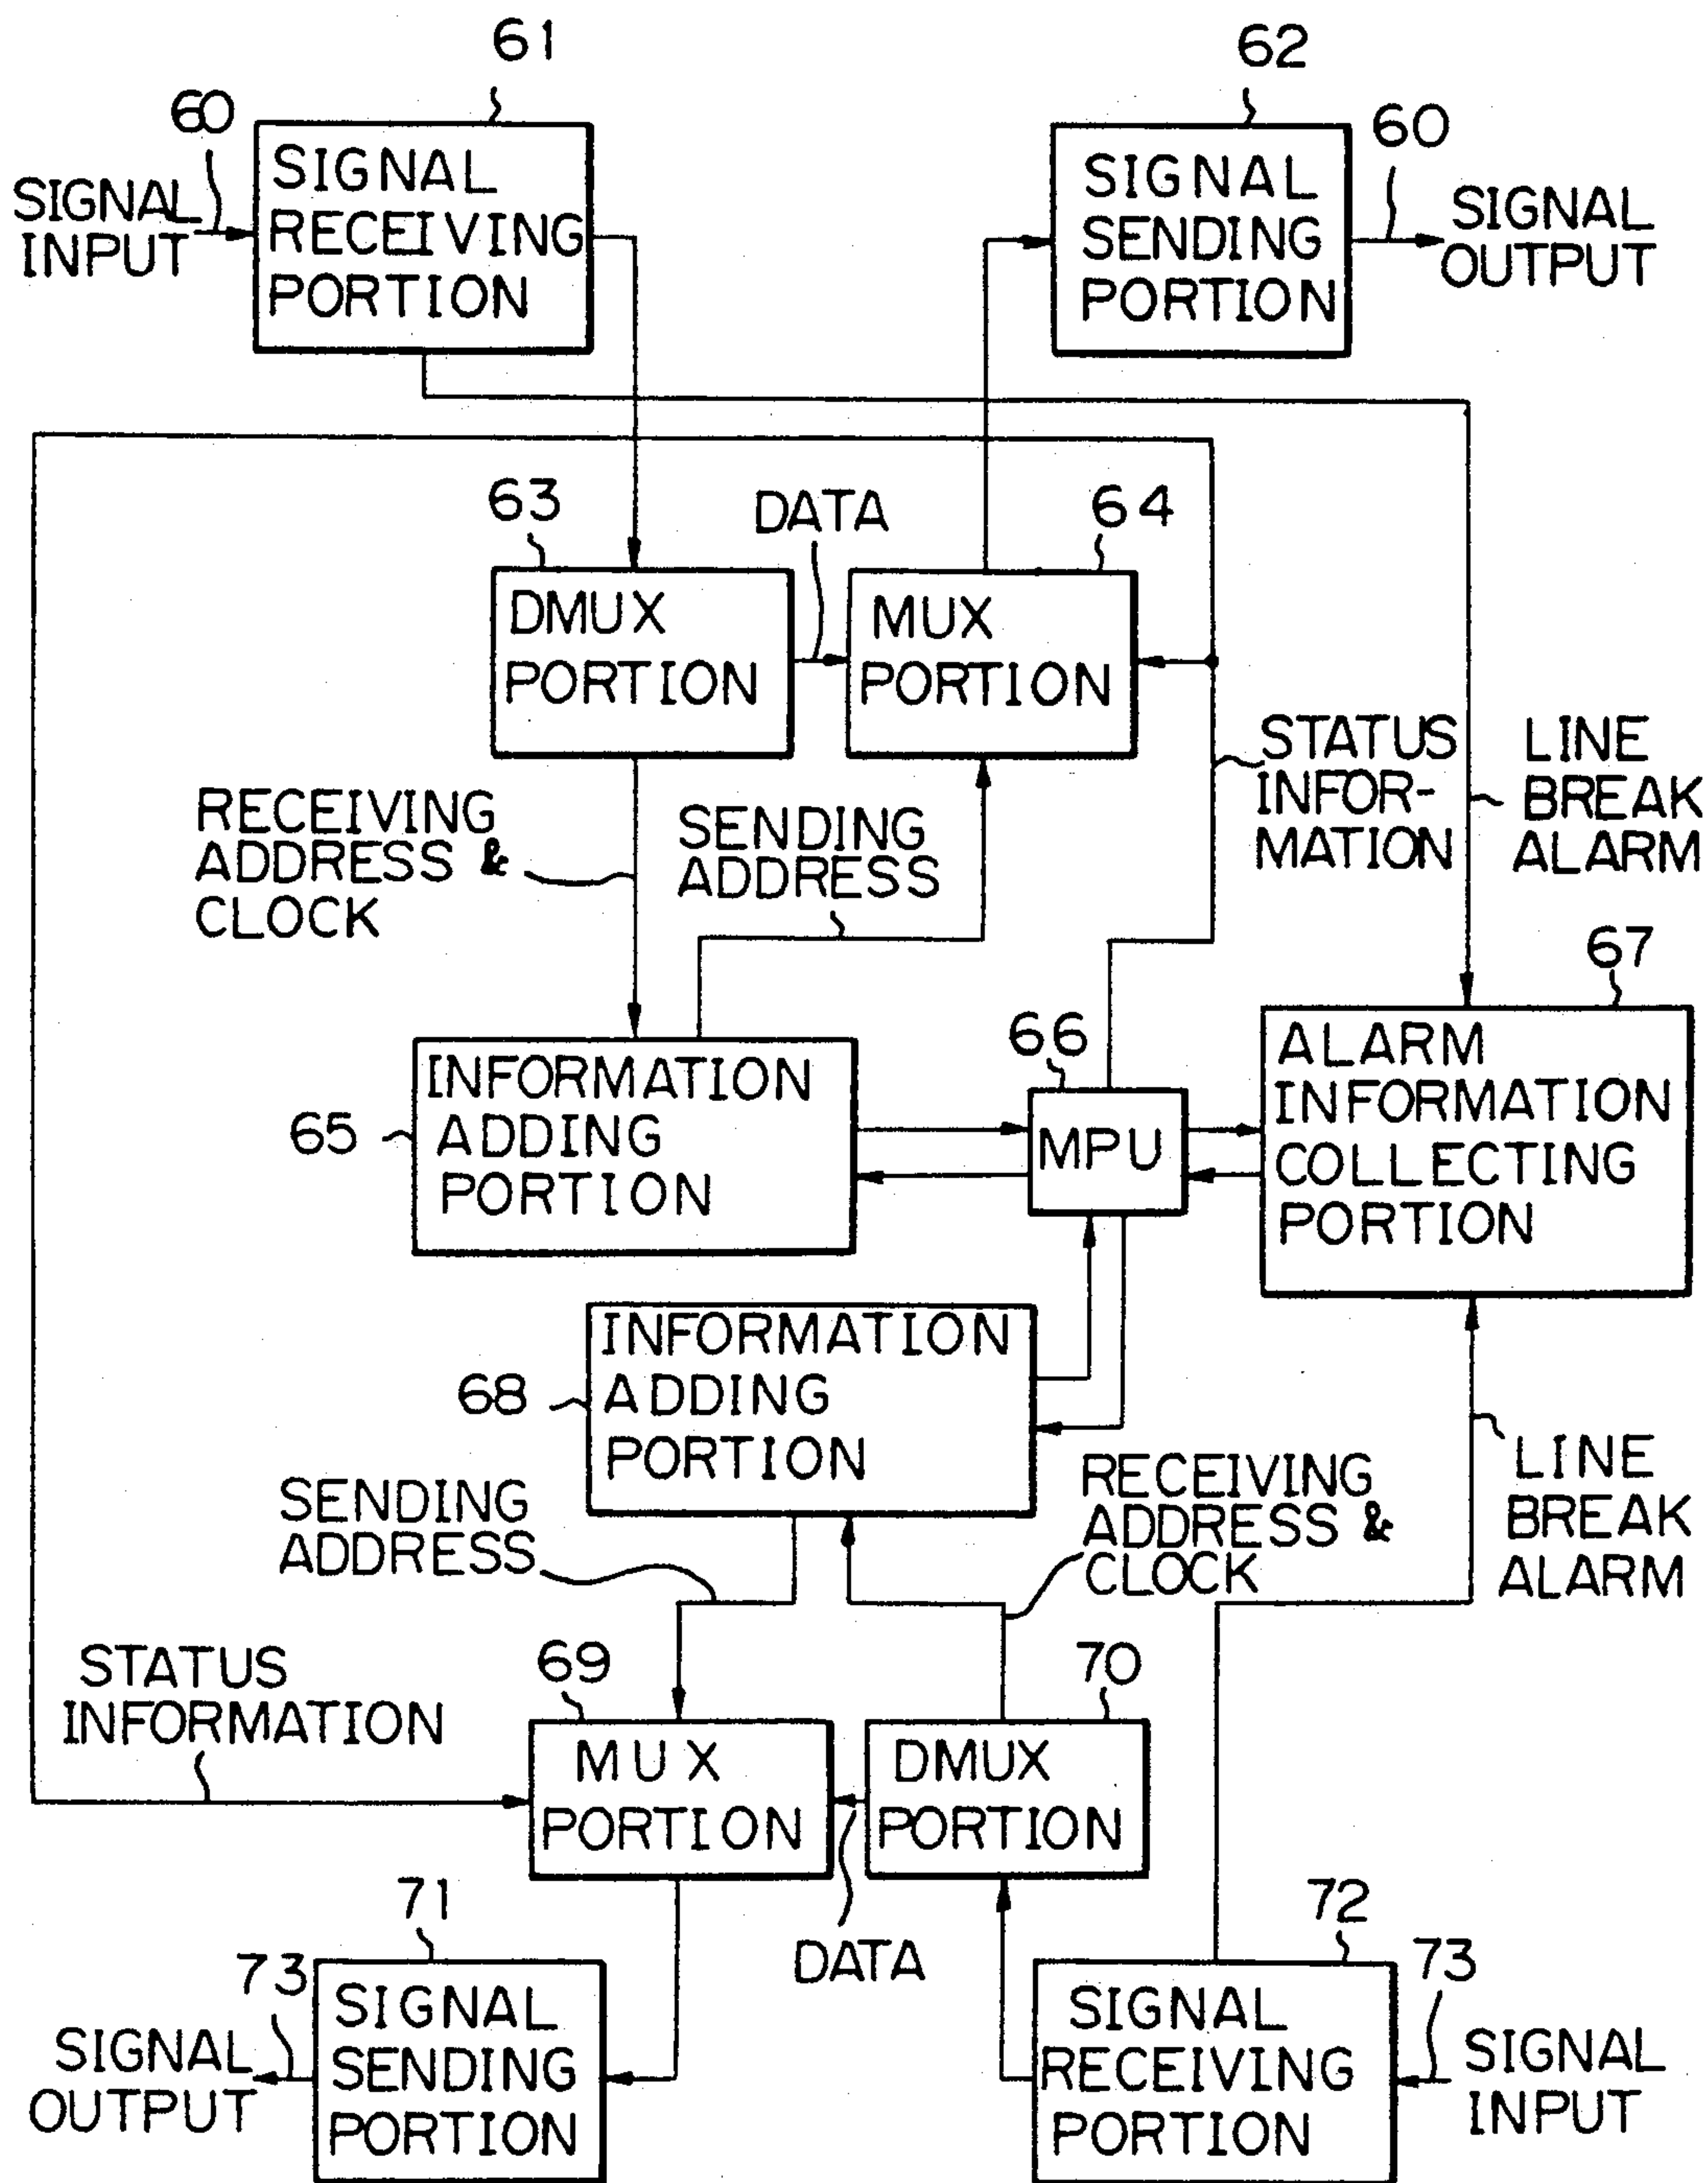 61
62
60
60
SIGNAL
INPUT
SIGNAL
RECEIVING
PORTION
SIGNAL
SENDING
PORTION
SIGNAL
OUTPUT
63
DATA
64
DMUX
PORTION
MUX
PORTION
STATUS
INFOR-
MATION
LINE
BREAK
ALARM
RECEIVING
ADDRESS &
CLOCK
SENDING
ADDRESS
67
66
65
INFORMATION
ADDING
PORTION
MPU
ALARM
INFORMATION
COLLECTING
PORTION
68
INFORMATION
ADDING
PORTION
SENDING
ADDRESS
RECEIVING
ADDRESS &
CLOCK
LINE
BREAK
ALARM
STATUS
INFORMATION
69
70
MUX
PORTION
DMUX
PORTION
71
DATA
72
73
73
SIGNAL
OUTPUT
SIGNAL
SENDING
PORTION
SIGNAL
RECEIVING
PORTION
SIGNAL
INPUT